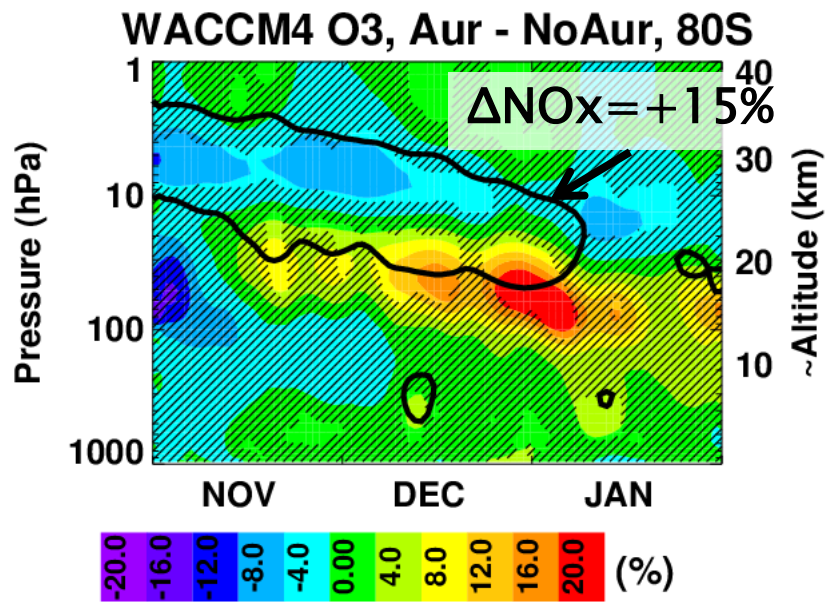 WACCM4 O3, Aur - NoAur, 80S
ΔNOx=+15%
Pressure (hPa)
1
10
100
1000
40
30
20
10
~Altitude (km)
NOV DEC JAN
-20.0 -16.0 -12.0 -8.0 -4.0 0.00 4.0 8.0 12.0 16.0 20.0 (%)